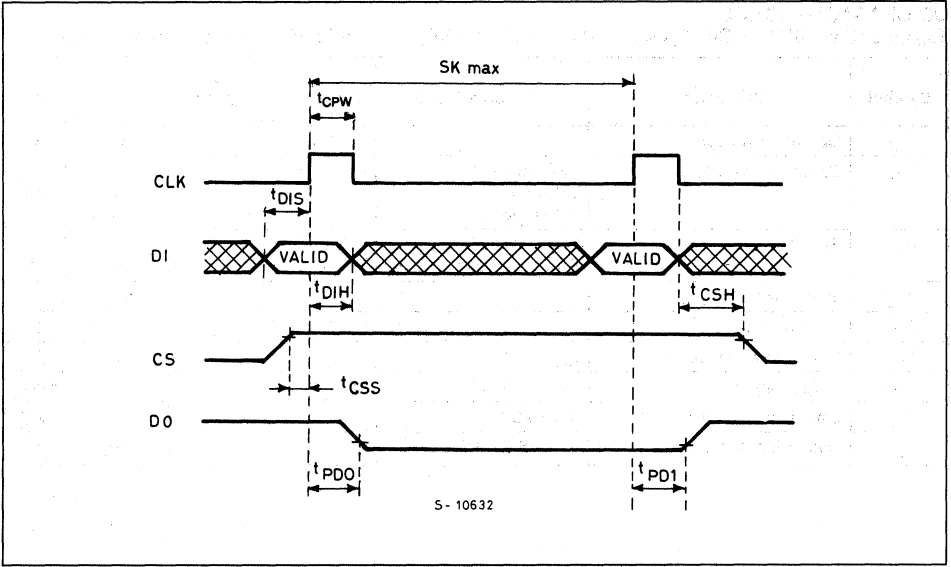 SK max
tCPW
CLK
tDIS
DI
VALID
VALID
tDIH
tCSH
CS
tCSS
DO
tPD0
tPD1
S-10632